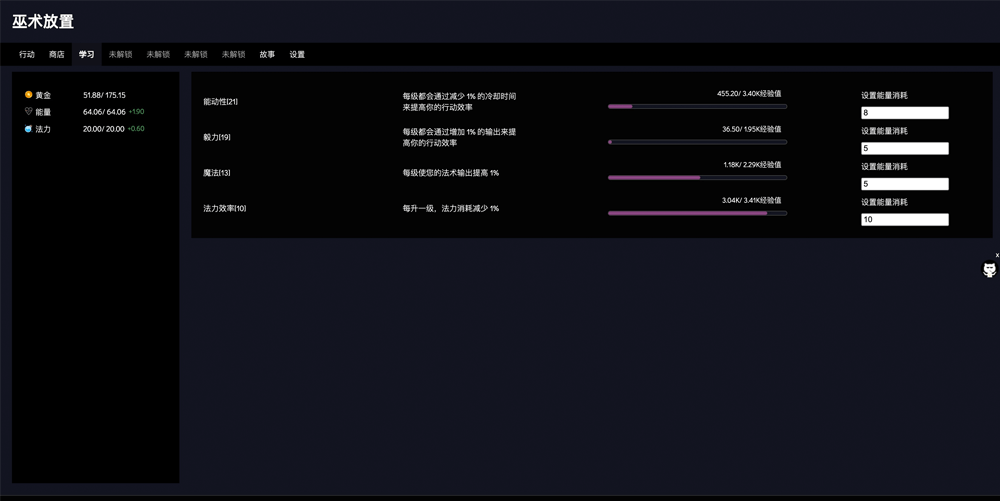 巫术放置
行动 商店 学习 未解锁 未解锁 未解锁 未解锁 故事 设置
黄金 51.88/ 175.15
能量 64.06/ 64.06 +1.90
法力 20.00/ 20.00 +0.60
能动性[21]
每级都会通过减少 1% 的冷却时间
来提高你的行动效率
455.20/ 3.40K经验值
设置能量消耗
8
毅力[19]
每级都会通过增加 1% 的输出来提
高你的行动效率
36.50/ 1.95K经验值
设置能量消耗
5
魔法[13]
每级使您的法术输出提高 1%
1.18K/ 2.29K经验值
设置能量消耗
5
法力效率[10]
每升一级，法力消耗减少 1%
3.04K/ 3.41K经验值
设置能量消耗
10
x